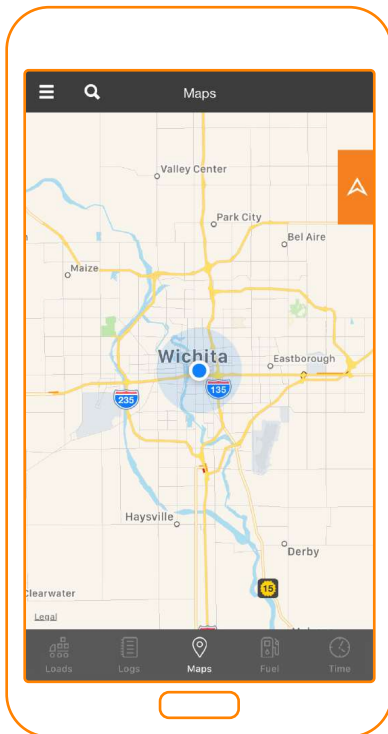 Maps
Valley Center
Park City
Bel Aire
Maize
Wichita
Eastborough
135
235
Haysville
Derby
15
Clearwater
Legal
Loads
Logs
Maps
Fuel
Time